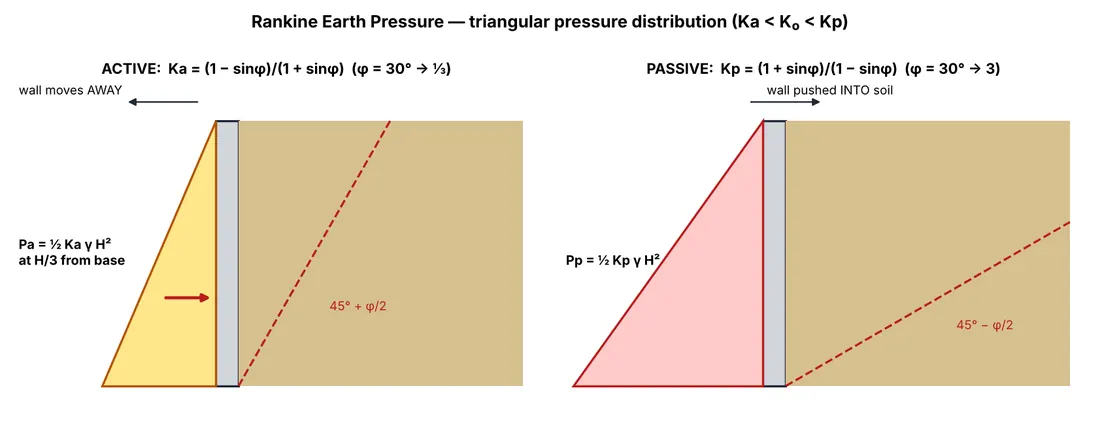 Rankine Earth Pressure — triangular pressure distribution (Ka < K₀ < Kp)
ACTIVE: Ka = (1 − sinφ)/(1 + sinφ) (φ = 30° → ⅓)
wall moves AWAY
Pa = ½ Ka γ H²
at H/3 from base
45° + φ/2
PASSIVE: Kp = (1 + sinφ)/(1 − sinφ) (φ = 30° → 3)
wall pushed INTO soil
Pp = ½ Kp γ H²
45° − φ/2